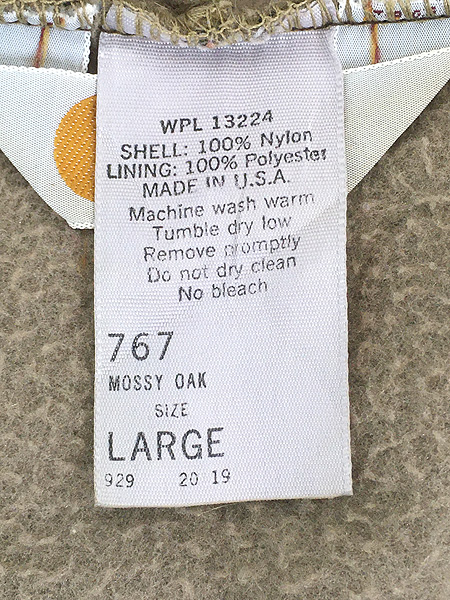 WPL 13224
SHELL: 100% Nylon
LINING: 100% Polyester
MADE IN U.S.A.
Machine wash warm
Tumble dry low
Remove promptly
Do not dry clean
No bleach
767
MOSSY OAK
SIZE
LARGE
929 20 19